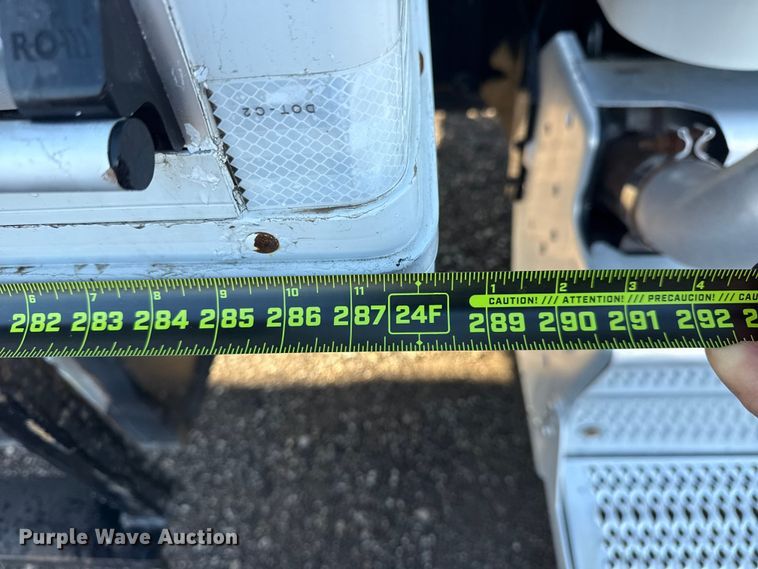 DOT-C2
6 7 8 9 10 11 1 2 3 4
CAUTION! /// ATTENTION! /// PRECAUCION! /// CAU
282 283 284 285 286 287 24F 289 290 291 292 2
Purple Wave Auction